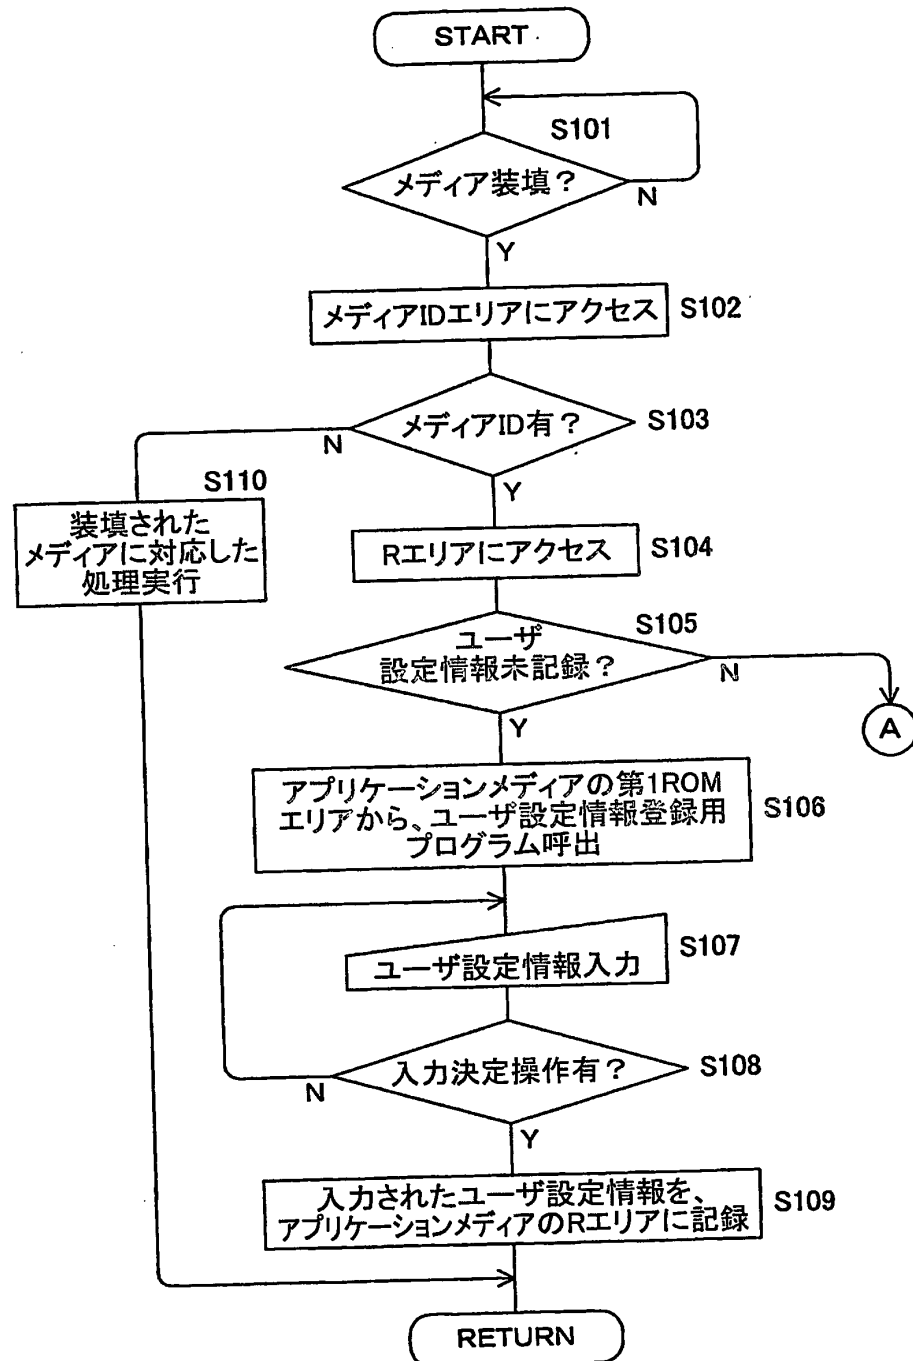 START
S101
メディア装填?
N
Y
メディアIDエリアにアクセス
S102
メディアID有?
S103
N
Y
S110
装填された
メディアに対応した
処理実行
Rエリアにアクセス
S104
S105
ユーザ
設定情報未記録?
N
A
Y
アプリケーションメディアの第1ROM
エリアから、ユーザ設定情報登録用
プログラム呼出
S106
ユーザ設定情報入力
S107
入力決定操作有?
S108
N
Y
入力されたユーザ設定情報を、
アプリケーションメディアのRエリアに記録
S109
RETURN